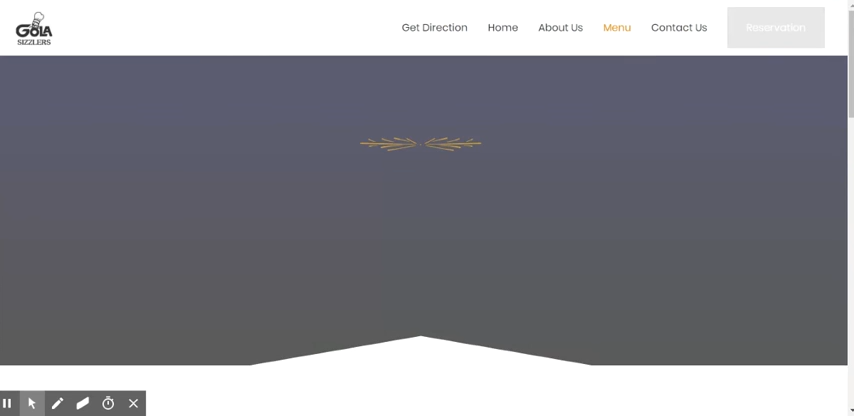 GOLA
SIZZLERS
Get Direction Home About Us Menu Contact Us Reservation